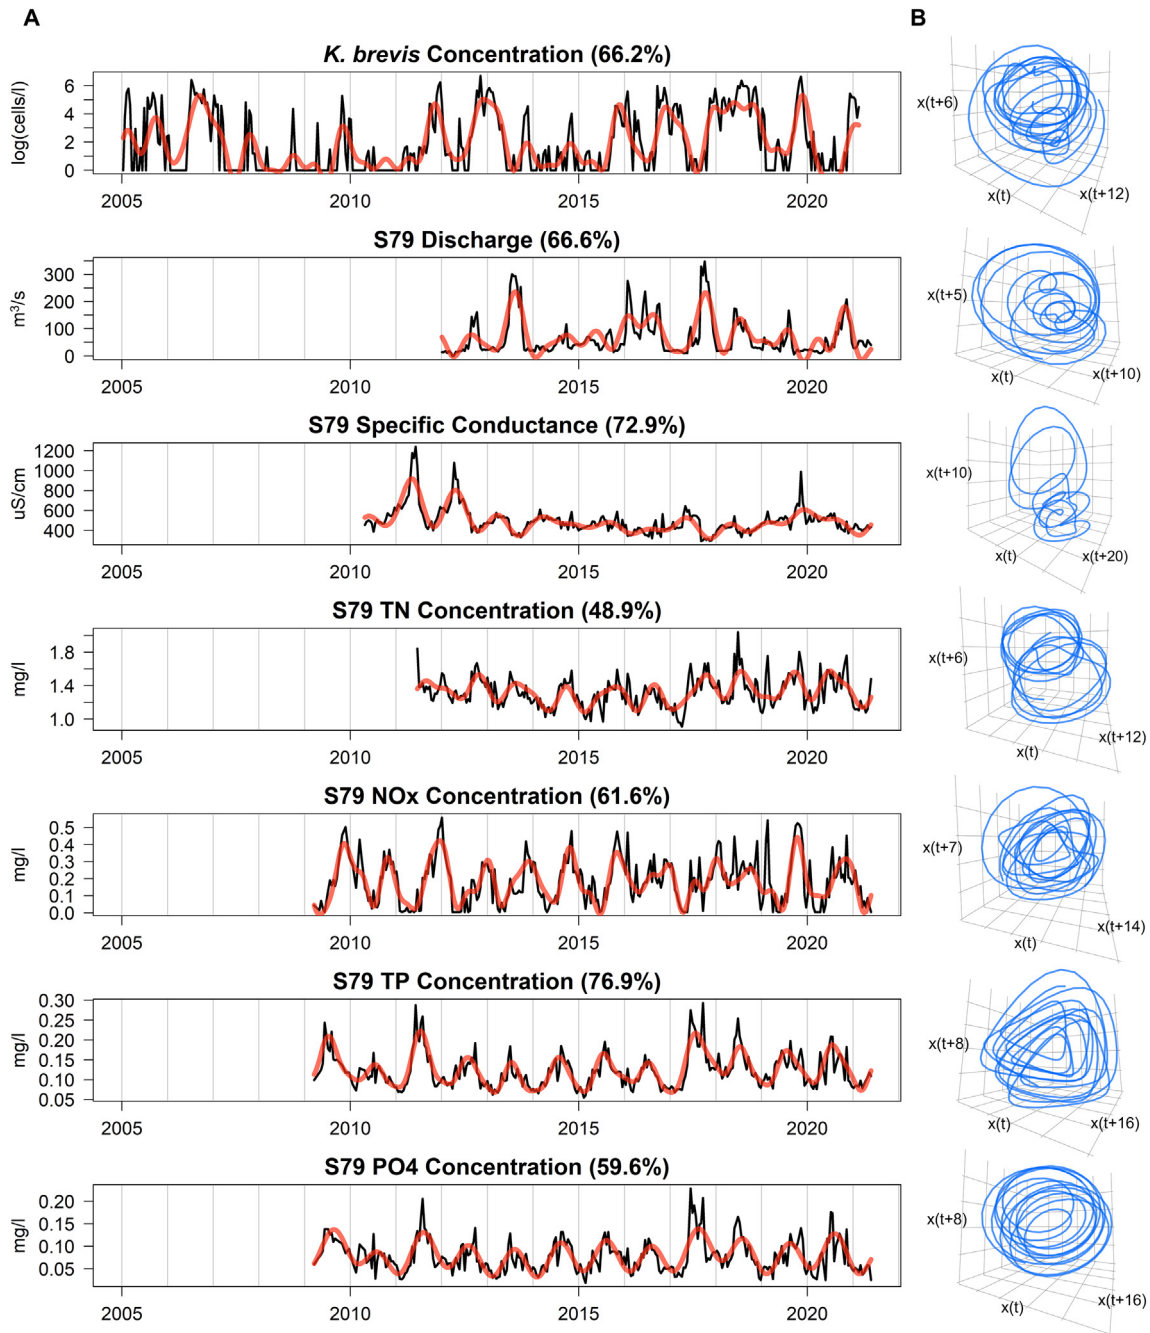 A
B
K. brevis Concentration (66.2%)
log(cells/l)
6
4
2
0
2005
2010
2015
2020
x(t+6)
x(t)
x(t+12)
S79 Discharge (66.6%)
m³/s
300
200
100
0
2005
2010
2015
2020
x(t+5)
x(t)
x(t+10)
S79 Specific Conductance (72.9%)
uS/cm
1200
1000
800
600
400
2005
2010
2015
2020
x(t+10)
x(t)
x(t+20)
S79 TN Concentration (48.9%)
mg/l
1.8
1.4
1.0
2005
2010
2015
2020
x(t+6)
x(t)
x(t+12)
S79 NOx Concentration (61.6%)
mg/l
0.5
0.4
0.3
0.2
0.1
0.0
2005
2010
2015
2020
x(t+7)
x(t)
x(t+14)
S79 TP Concentration (76.9%)
mg/l
0.30
0.25
0.20
0.15
0.10
0.05
2005
2010
2015
2020
x(t+8)
x(t)
x(t+16)
S79 PO4 Concentration (59.6%)
mg/l
0.20
0.15
0.10
0.05
2005
2010
2015
2020
x(t+8)
x(t)
x(t+16)